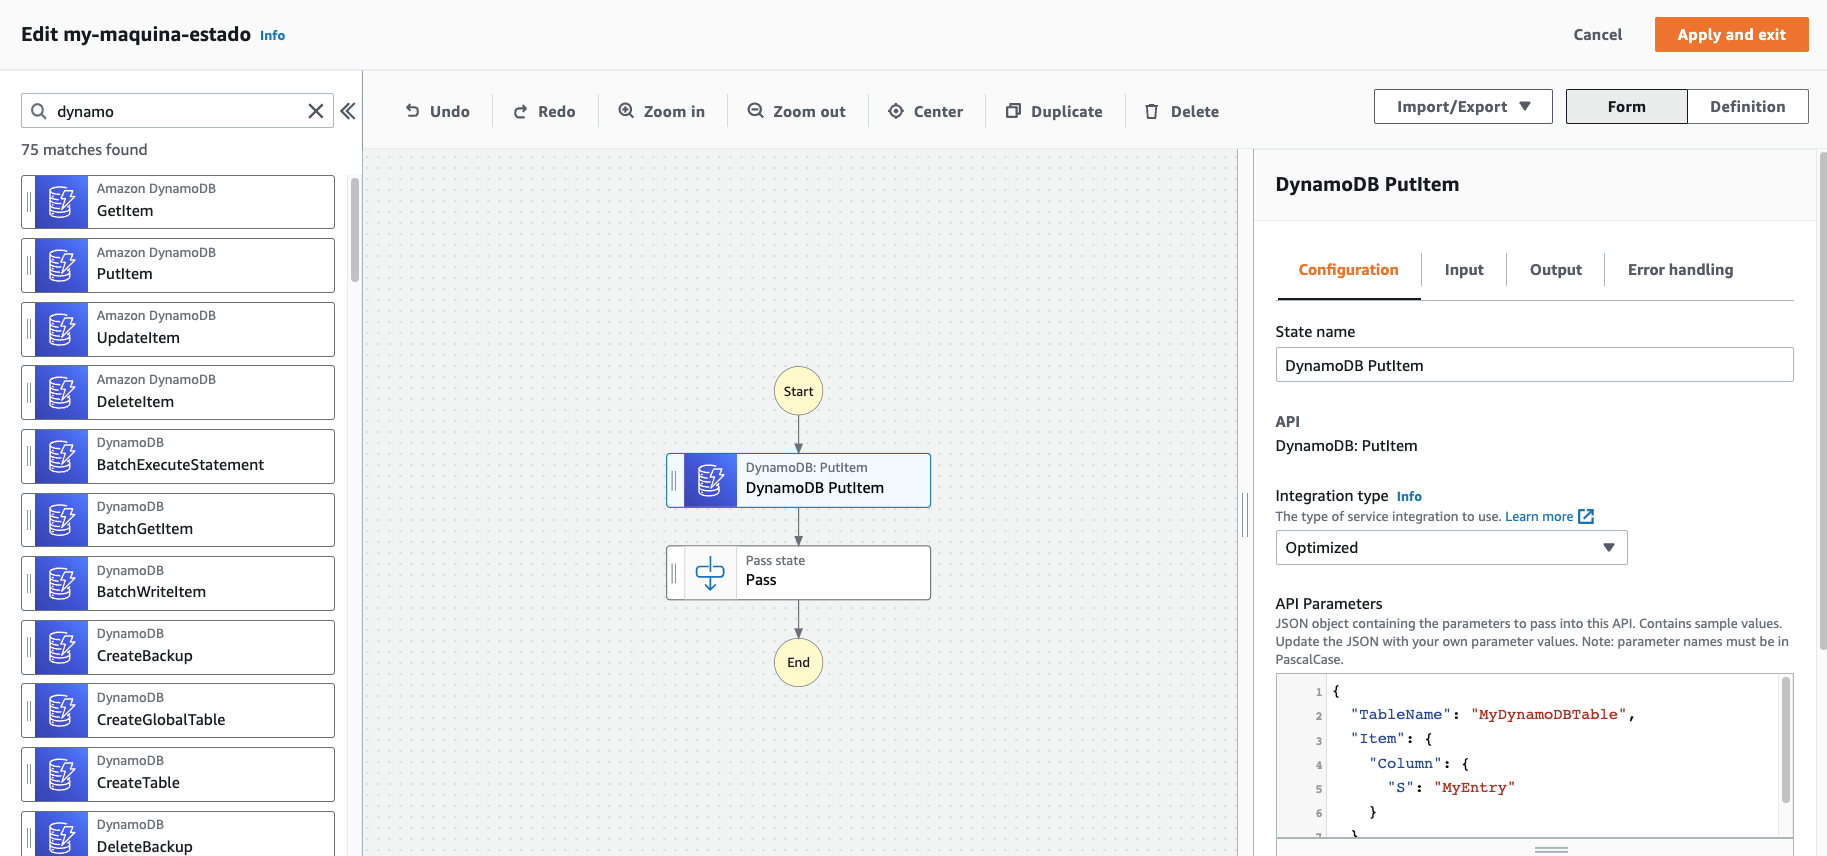 Edit my-maquina-estado Info
Cancel
Apply and exit
dynamo
75 matches found
Amazon DynamoDB
GetItem
Amazon DynamoDB
PutItem
Amazon DynamoDB
UpdateItem
Amazon DynamoDB
DeleteItem
DynamoDB
BatchExecuteStatement
DynamoDB
BatchGetItem
DynamoDB
BatchWriteItem
DynamoDB
CreateBackup
DynamoDB
CreateGlobalTable
DynamoDB
CreateTable
DynamoDB
DeleteBackup
Undo
Redo
Zoom in
Zoom out
Center
Duplicate
Delete
Import/Export
Form
Definition
Start
DynamoDB: PutItem
DynamoDB PutItem
Pass state
Pass
End
DynamoDB PutItem
Configuration
Input
Output
Error handling
State name
DynamoDB PutItem
API
DynamoDB: PutItem
Integration type Info
The type of service integration to use. Learn more
Optimized
API Parameters
JSON object containing the parameters to pass into this API. Contains sample values.
Update the JSON with your own parameter values. Note: parameter names must be in
PascalCase.
1 {
2 "TableName": "MyDynamoDBTable",
3 "Item": {
4 "Column": {
5 "S": "MyEntry"
6 }
7 }